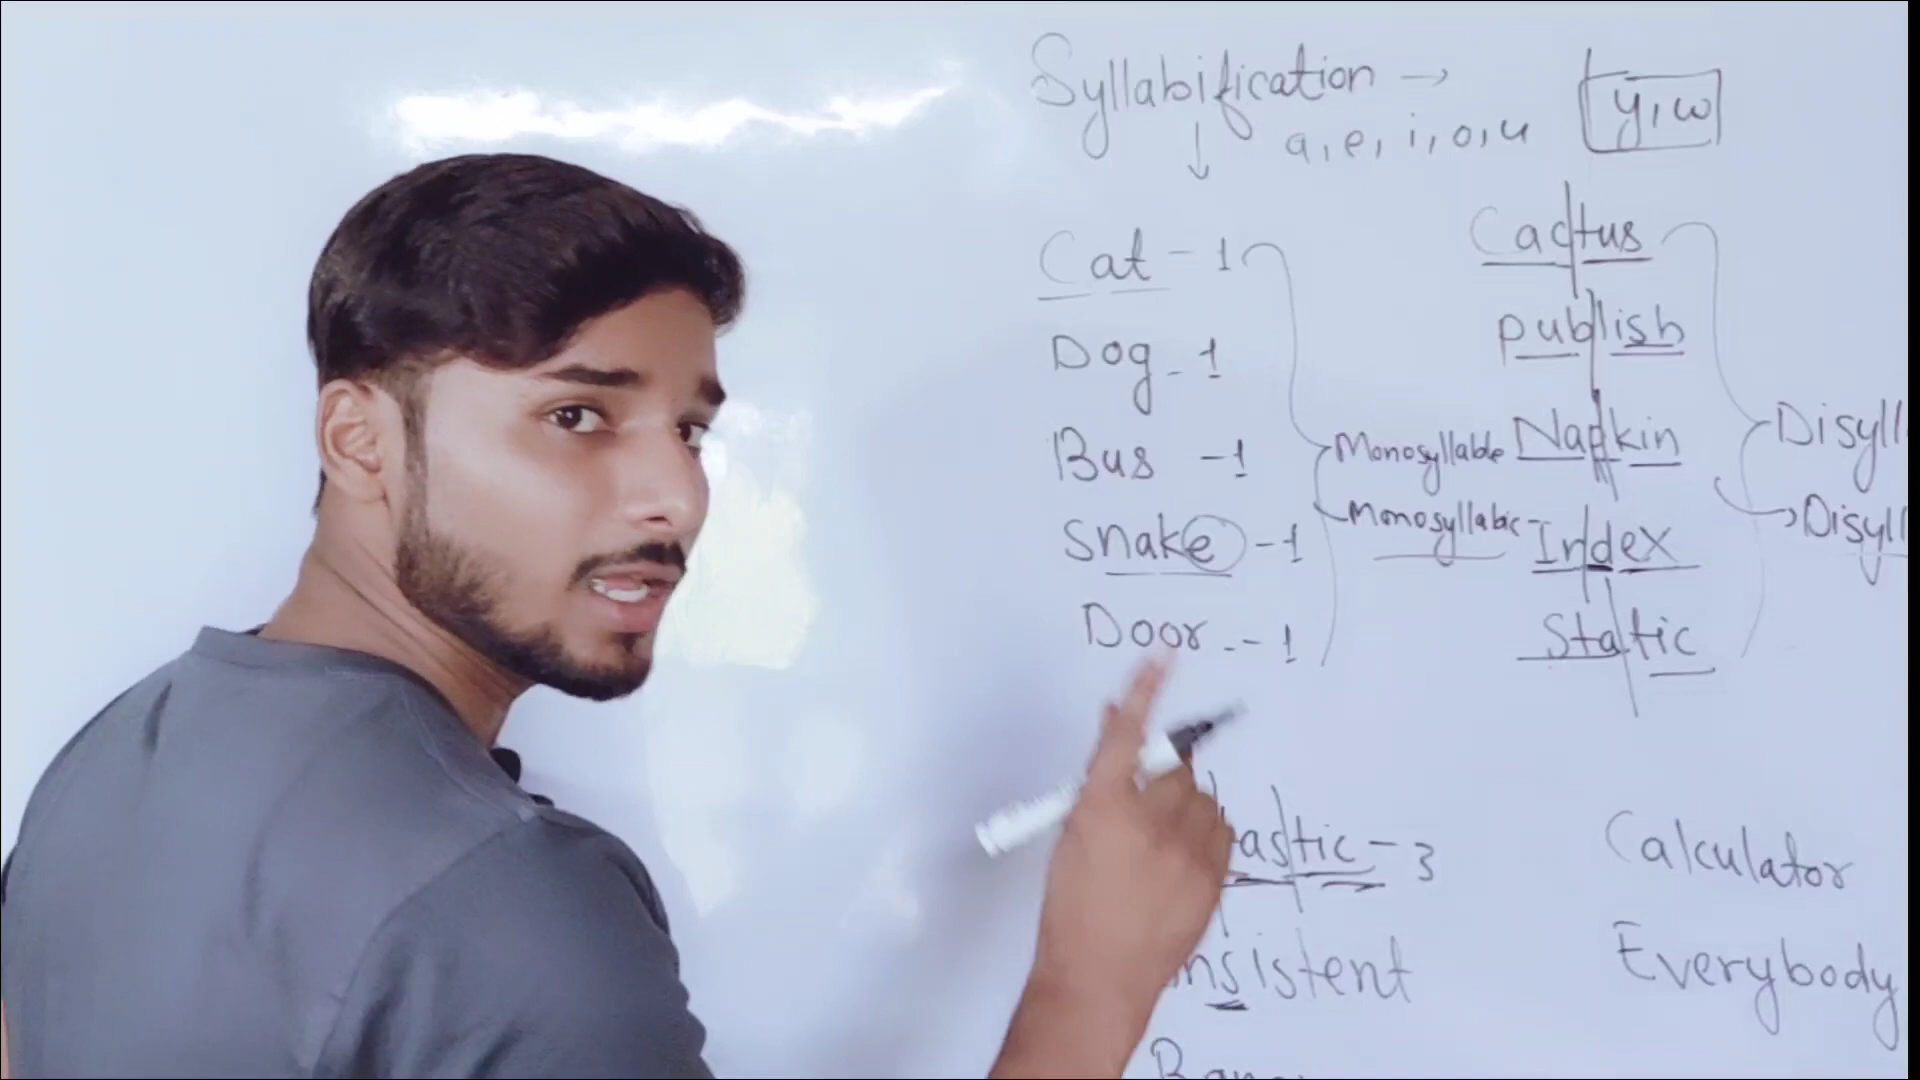 Syllabification → y, w
↓ a, e, i, o, u
Cat - 1
Dog - 1
Bus - 1
Snake - 1
Door - 1
Monosyllable
Monosyllabic
Cactus
publish
Napkin
Index
Static
Disyll
Disyll
astic - 3
nsistent
Calculator
Everybody